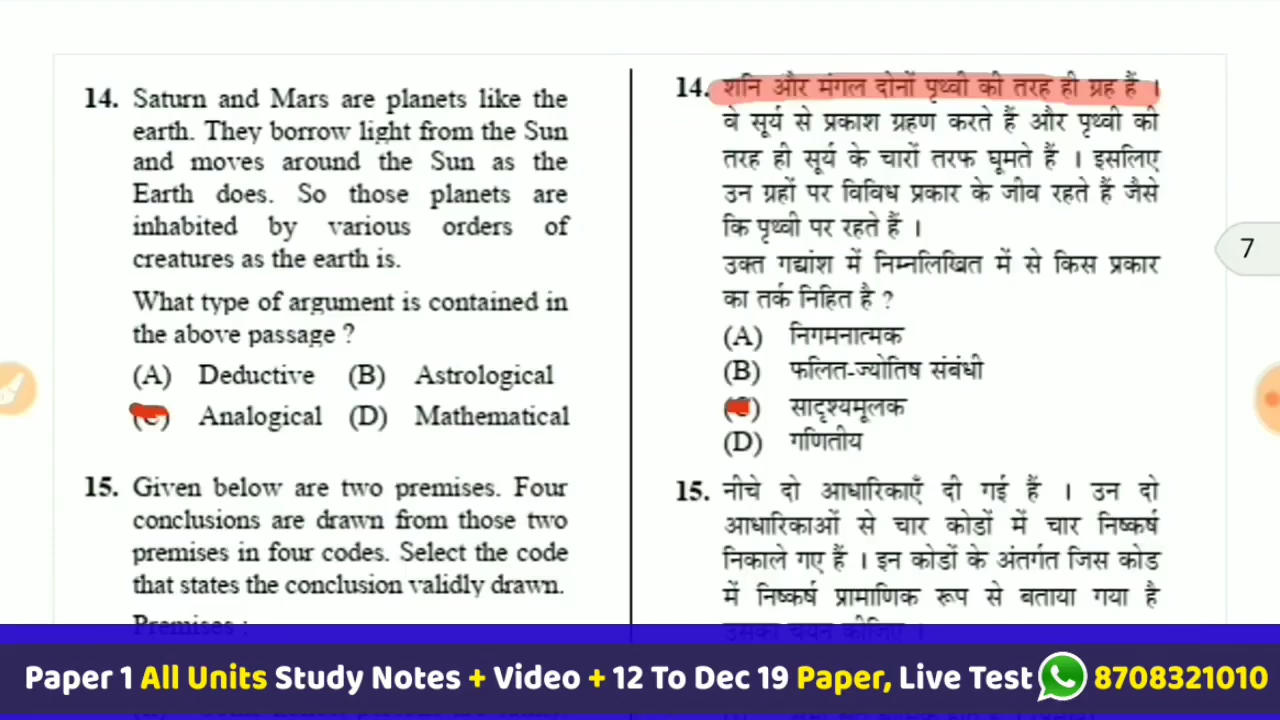 14. Saturn and Mars are planets like the
earth. They borrow light from the Sun
and moves around the Sun as the
Earth does. So those planets are
inhabited by various orders of
creatures as the earth is.
What type of argument is contained in
the above passage ?
(A) Deductive (B) Astrological
(C) Analogical (D) Mathematical
15. Given below are two premises. Four
conclusions are drawn from those two
premises in four codes. Select the code
that states the conclusion validly drawn.
Premises :
14. शनि और मंगल दोनों पृथ्वी की तरह ही ग्रह हैं ।
वे सूर्य से प्रकाश ग्रहण करते हैं और पृथ्वी की
तरह ही सूर्य के चारों तरफ घूमते हैं । इसलिए
उन ग्रहों पर विविध प्रकार के जीव रहते हैं जैसे
कि पृथ्वी पर रहते हैं ।
उक्त गद्यांश में निम्नलिखित में से किस प्रकार
का तर्क निहित है ?
(A) निगमनात्मक
(B) फलित-ज्योतिष संबंधी
(C) सादृश्यमूलक
(D) गणितीय
15. नीचे दो आधारिकाएँ दी गई हैं । उन दो
आधारिकाओं से चार कोडों में चार निष्कर्ष
निकाले गए हैं । इन कोडों के अंतर्गत जिस कोड
में निष्कर्ष प्रामाणिक रूप से बताया गया है
उसका चयन कीजिए ।
7
Paper 1 All Units Study Notes + Video + 12 To Dec 19 Paper, Live Test 8708321010